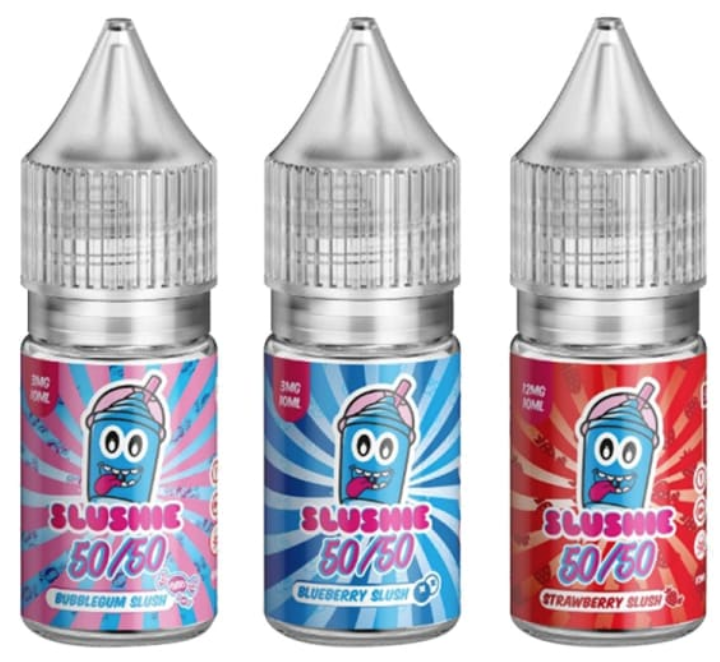 3MG
10ML
SLUSHIE
50/50
BUBBLEGUM SLUSH
3MG
10ML
SLUSHIE
50/50
BLUEBERRY SLUSH
12MG
10ML
SLUSHIE
50/50
STRAWBERRY SLUSH